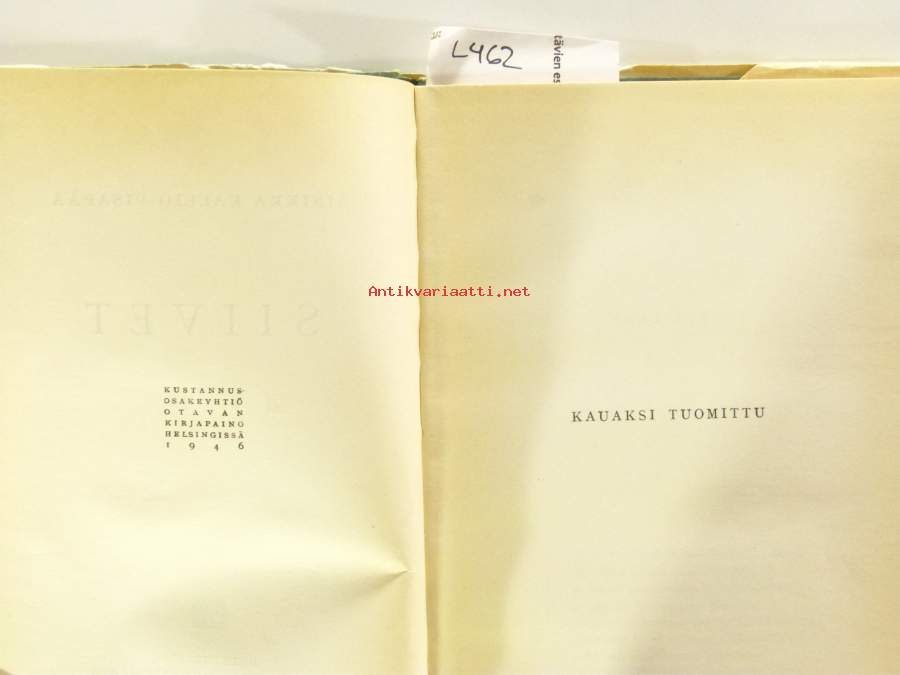 L462
tävien es
Antikvariaatti.net
SIIVET
KUSTANNUS-
OSAKEYHTIÖ
OTAVAN
KIRJAPAINO
HELSINGISSÄ
1946
KAUAKSI TUOMITTU